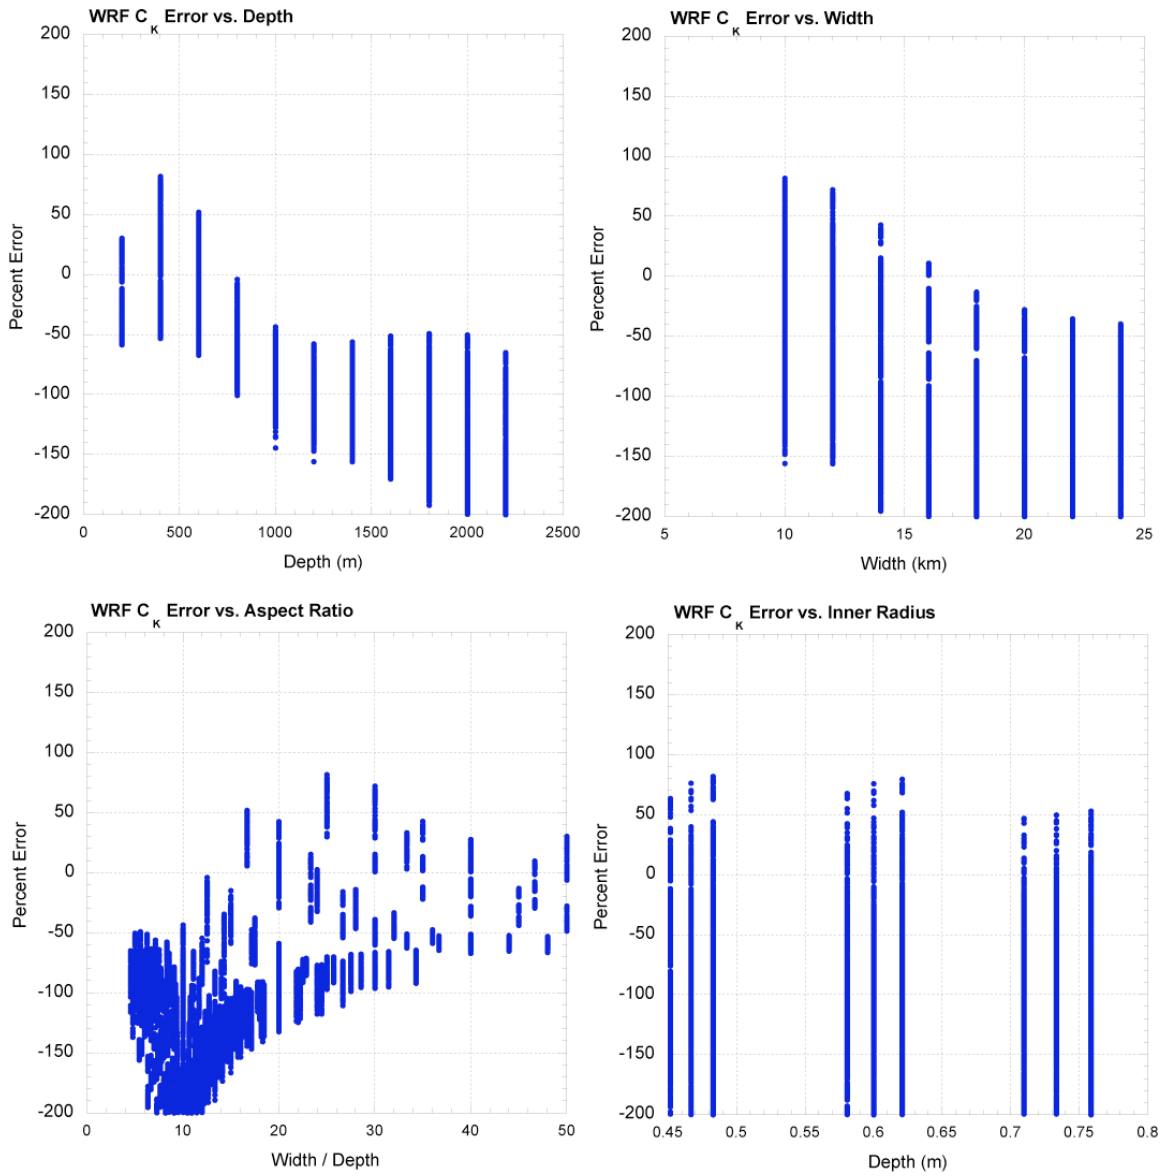 WRF C K Error vs. Depth
200
150
100
50
0
-50
-100
-150
-200
Percent Error
0 500 1000 1500 2000 2500
Depth (m)
WRF C K Error vs. Width
200
150
100
50
0
-50
-100
-150
-200
Percent Error
5 10 15 20 25
Width (km)
WRF C K Error vs. Aspect Ratio
200
150
100
50
0
-50
-100
-150
-200
Percent Error
0 10 20 30 40 50
Width / Depth
WRF C K Error vs. Inner Radius
200
150
100
50
0
-50
-100
-150
-200
Percent Error
0.45 0.5 0.55 0.6 0.65 0.7 0.75 0.8
Depth (m)